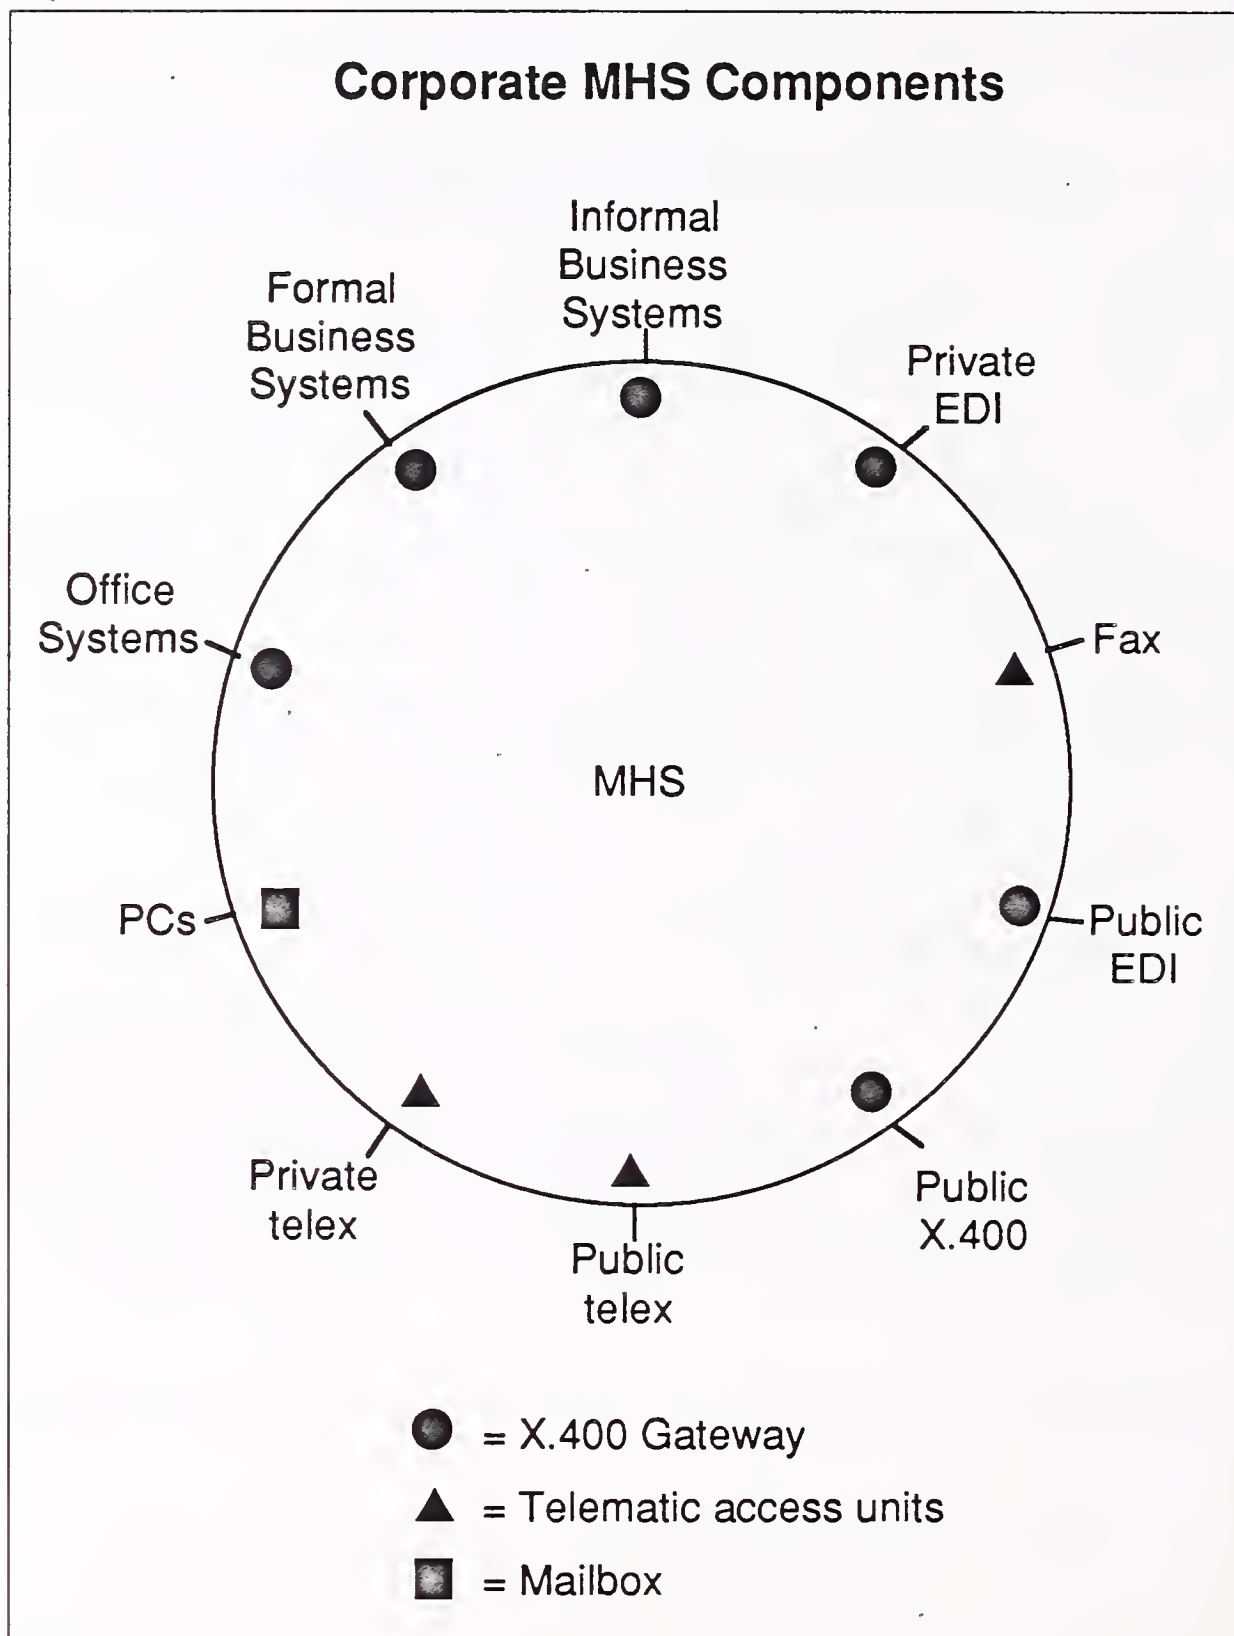 Corporate MHS Components
Informal
Business
Systems
Formal
Business
Systems
Private
EDI
Office
Systems
Fax
MHS
PCs
Public
EDI
Private
telex
Public
X.400
Public
telex
= X.400 Gateway
= Telematic access units
= Mailbox